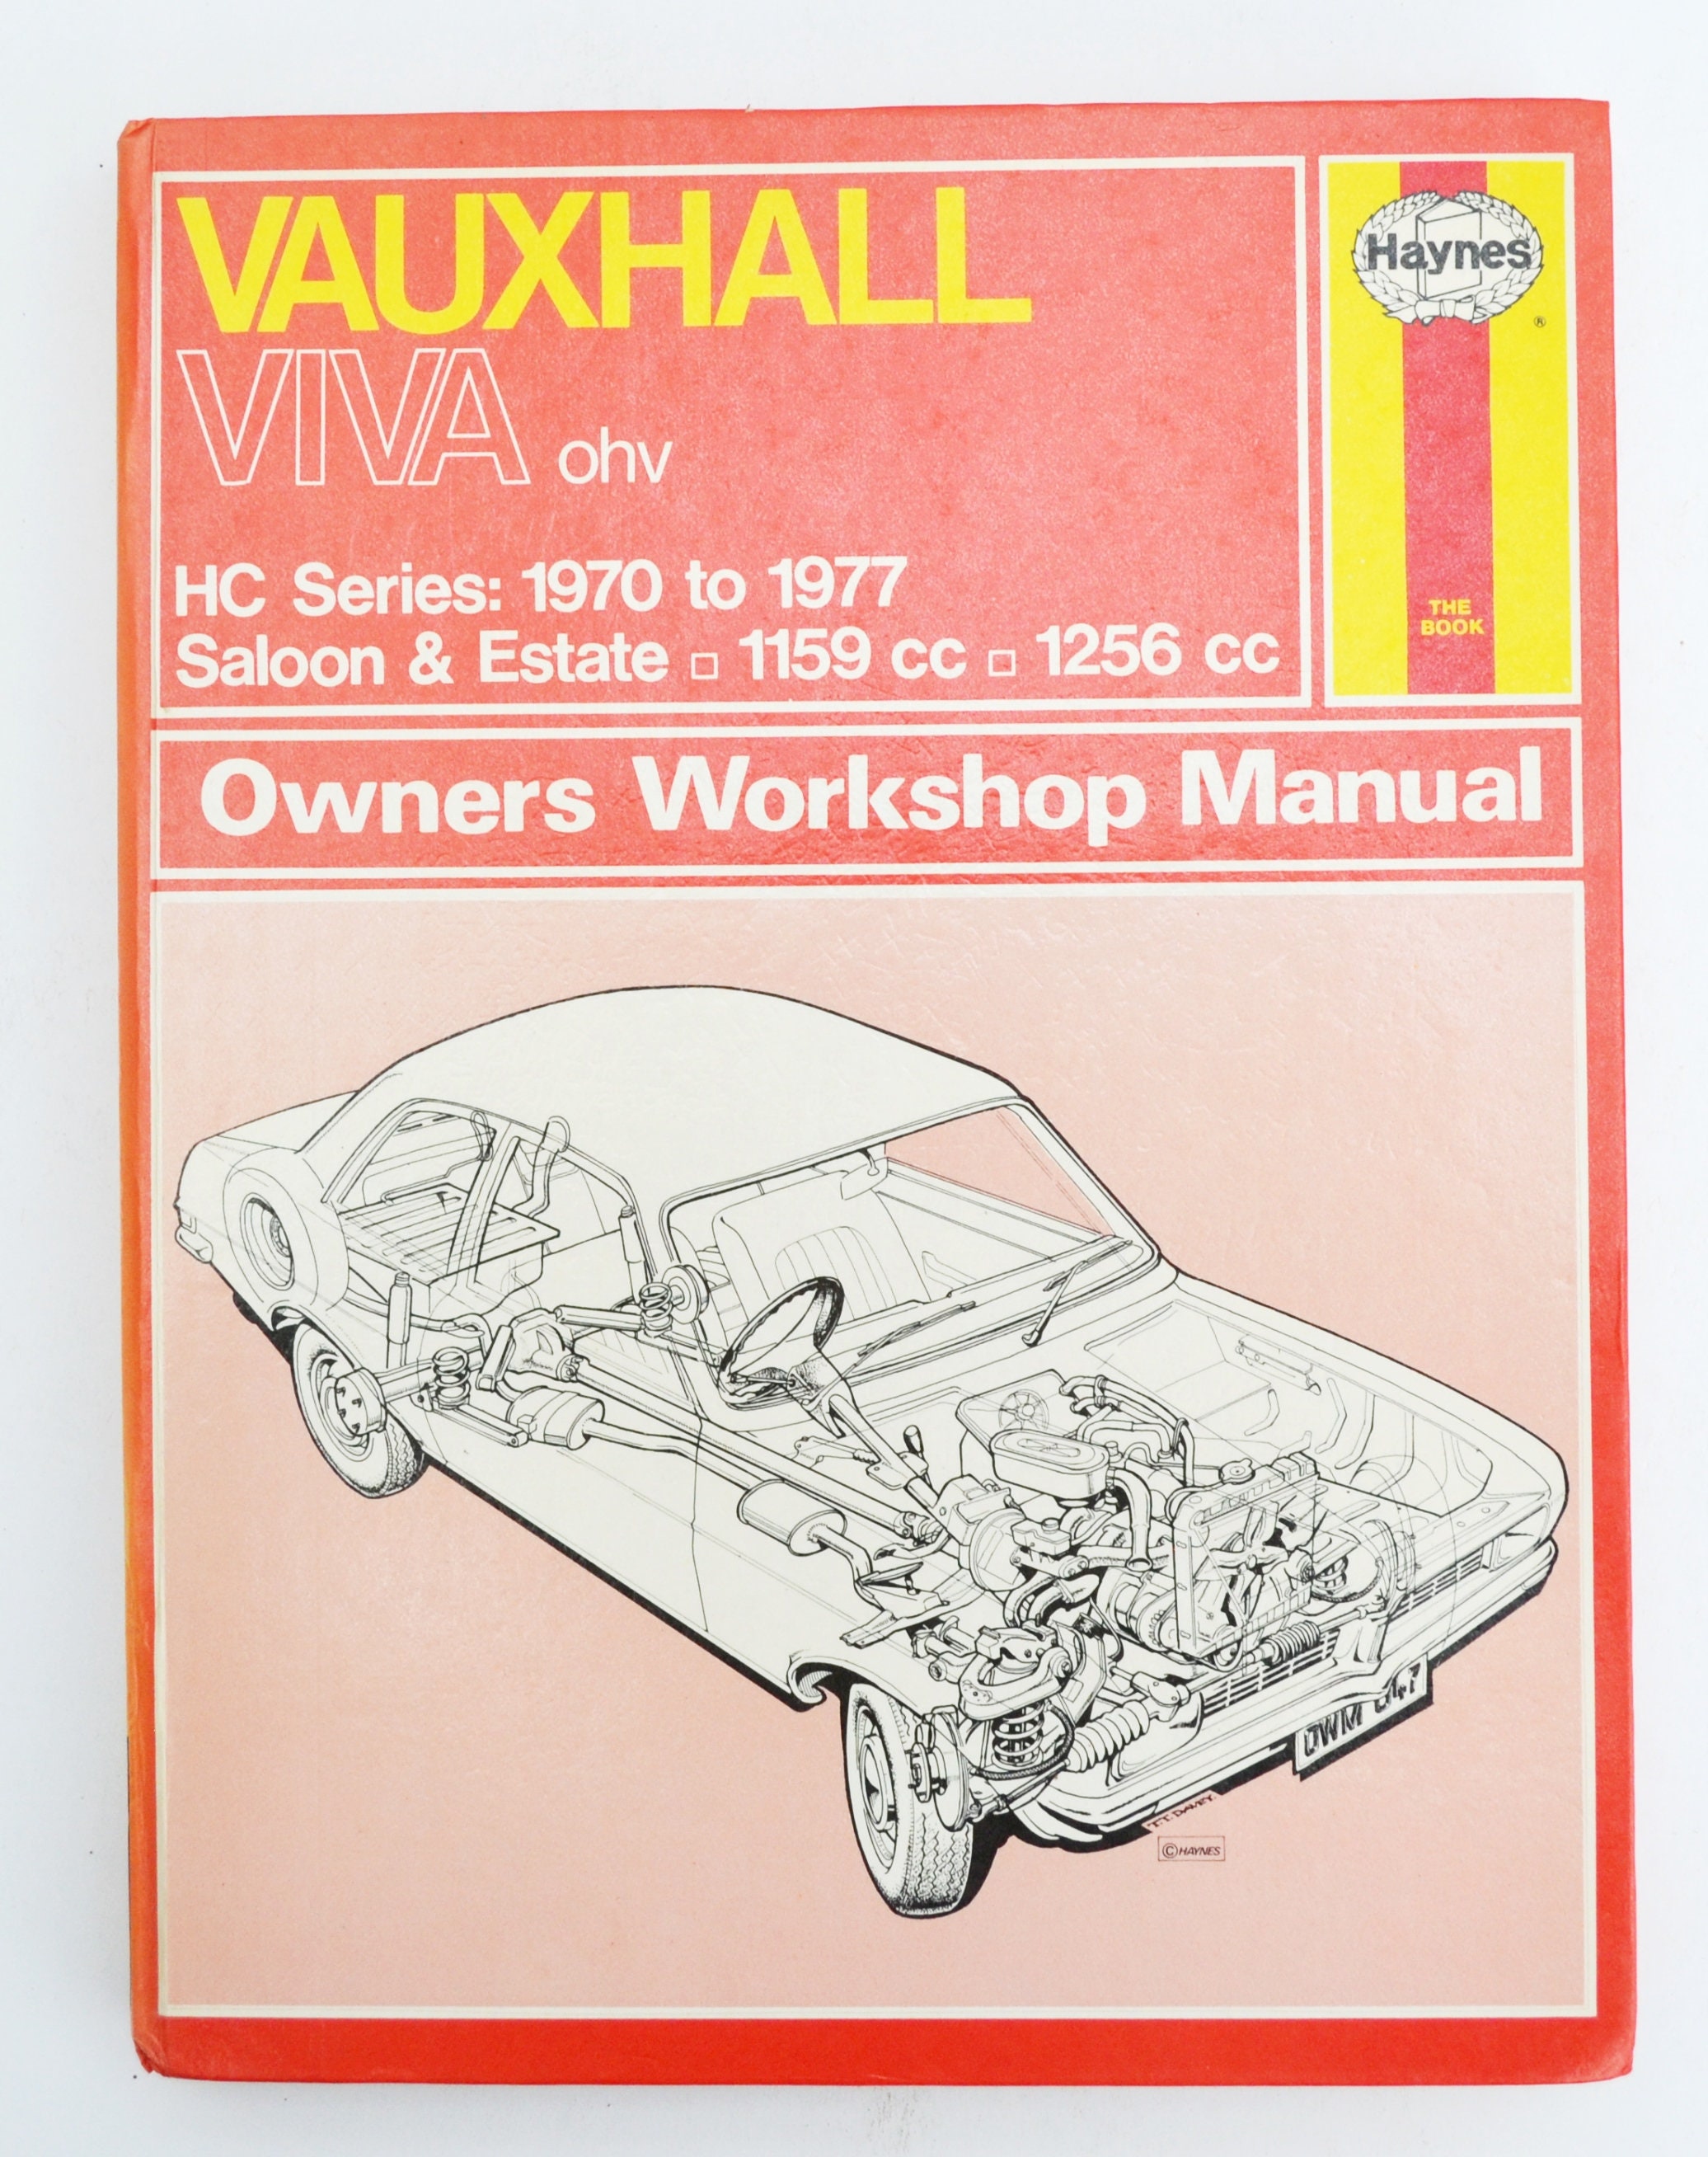 VAUXHALL
VIVA ohv
HC Series: 1970 to 1977
Saloon & Estate □ 1159 cc □ 1256 cc
Haynes
®
THE
BOOK
Owners Workshop Manual
T.T. DAVEY.
© HAYNES